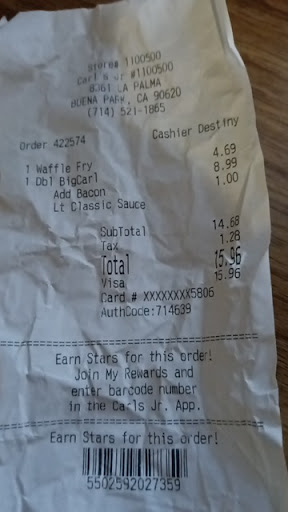 Store# 1100500
Carl's Jr #1100500
8361 LA PALMA
BUENA PARK, CA 90620
(714) 521-1865
Order 422574 Cashier Destiny
1 Waffle Fry 4.69
1 Dbl BigCarl 8.99
Add Bacon 1.00
Lt Classic Sauce
SubTotal 14.68
Tax 1.28
Total 15.96
Visa 15.96
Card # XXXXXXXX5806
AuthCode:714639
Earn Stars for this order!
Join My Rewards and
enter barcode number
in the Carls Jr. App.
Earn Stars for this order!
5502592027359